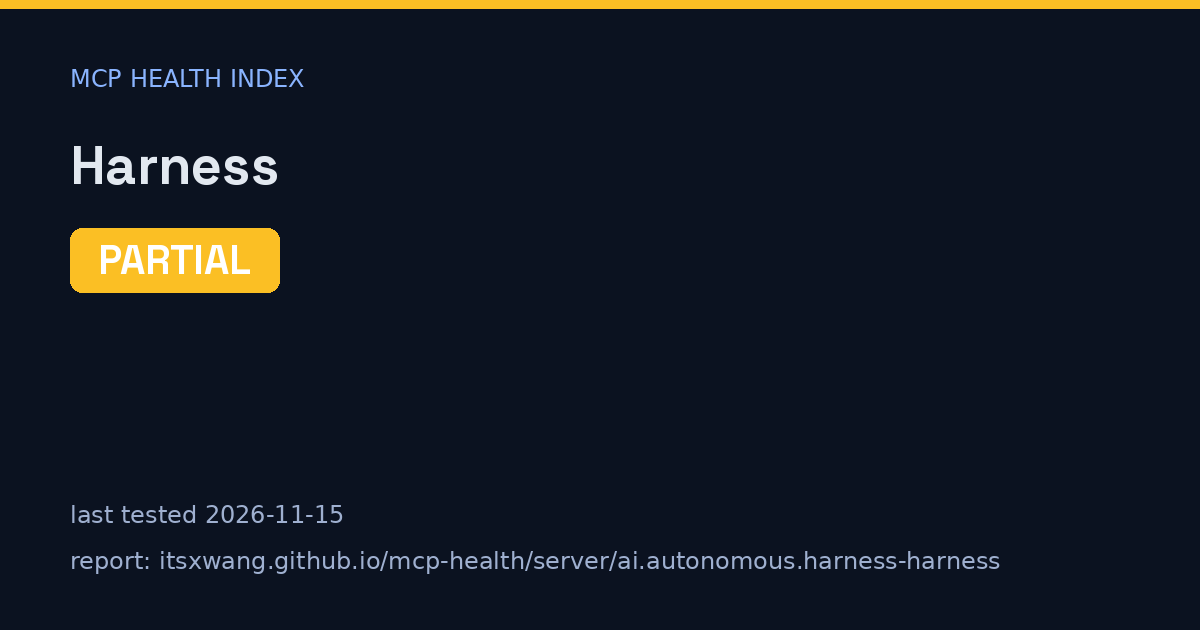 MCP HEALTH INDEX
Harness
PARTIAL
last tested 2026-11-15
report: itsxwang.github.io/mcp-health/server/ai.autonomous.harness-harness